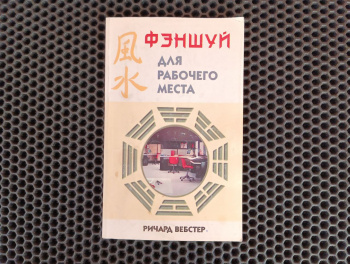 風水
ФЭНШУЙ
ДЛЯ
РАБОЧЕГО
МЕСТА
РИЧАРД ВЕБСТЕР